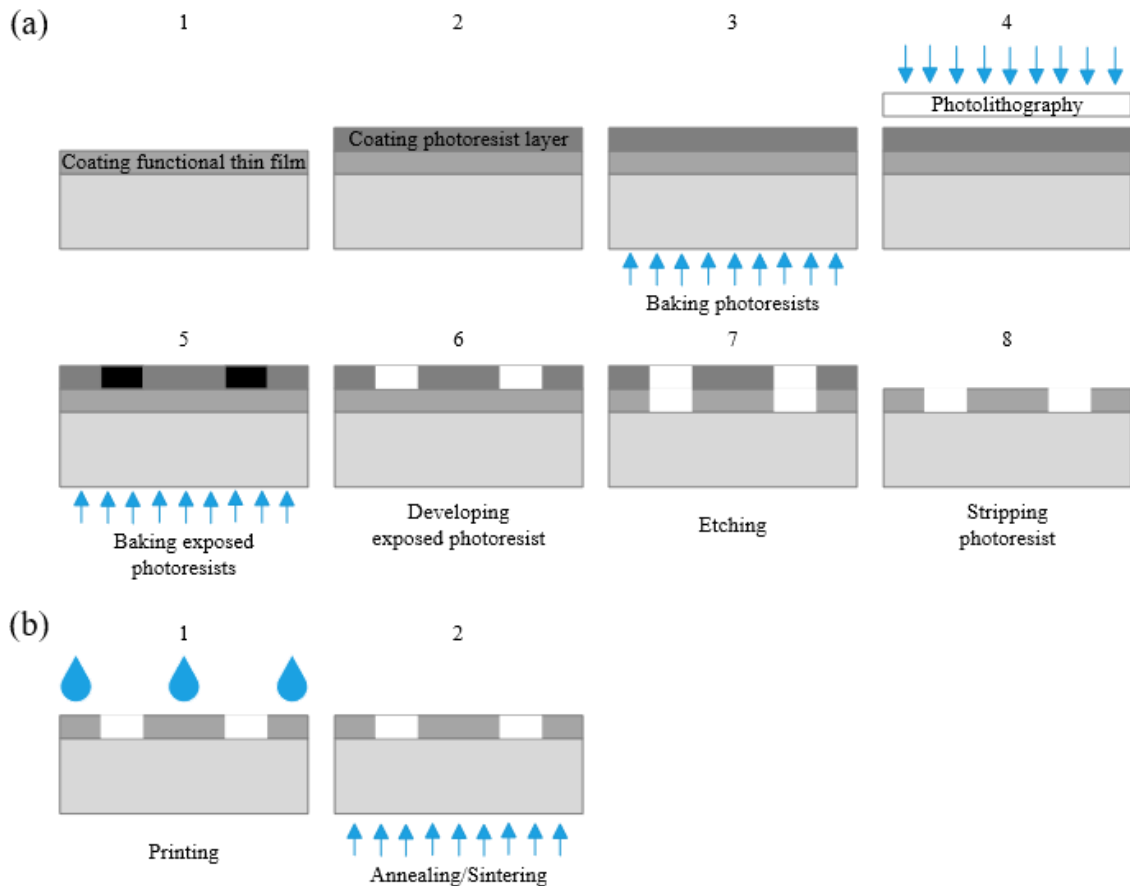 (a)
1
2
3
4
Photolithography
Coating photoresist layer
Coating functional thin film
Baking photoresists
5
6
7
8
Baking exposed
photoresists
Developing
exposed photoresist
Etching
Stripping
photoresist
(b)
1
2
Printing
Annealing/Sintering